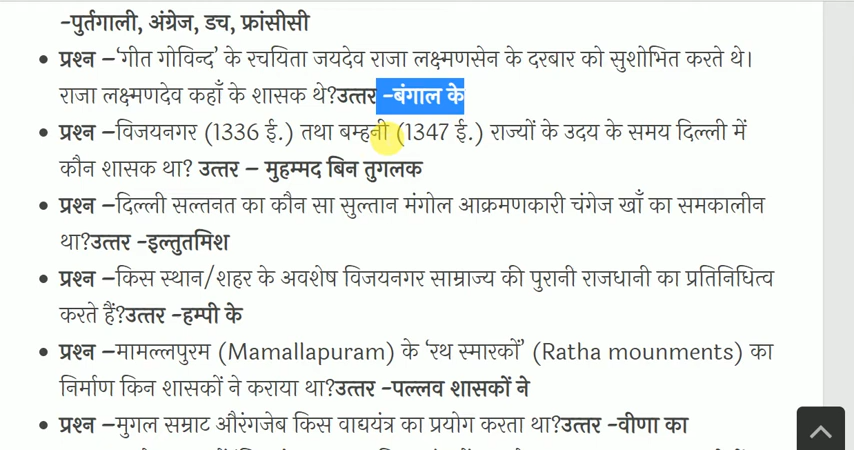 -पुर्तगाली, अंग्रेज, डच, फ्रांसीसी
प्रश्न –‘गीत गोविन्द’ के रचयिता जयदेव राजा लक्ष्मणसेन के दरबार को सुशोभित करते थे।
राजा लक्ष्मणदेव कहाँ के शासक थे?उत्तर -बंगाल के
प्रश्न –विजयनगर (1336 ई.) तथा बम्हनी (1347 ई.) राज्यों के उदय के समय दिल्ली में
कौन शासक था? उत्तर – मुहम्मद बिन तुगलक
प्रश्न –दिल्ली सल्तनत का कौन सा सुल्तान मंगोल आक्रमणकारी चंगेज खाँ का समकालीन
था?उत्तर -इल्तुतमिश
प्रश्न –किस स्थान/शहर के अवशेष विजयनगर साम्राज्य की पुरानी राजधानी का प्रतिनिधित्व
करते हैं?उत्तर -हम्पी के
प्रश्न –मामल्लपुरम (Mamallapuram) के ‘रथ स्मारकों’ (Ratha mounments) का
निर्माण किन शासकों ने कराया था?उत्तर -पल्लव शासकों ने
प्रश्न –मुगल सम्राट औरंगजेब किस वाद्ययंत्र का प्रयोग करता था?उत्तर -वीणा का